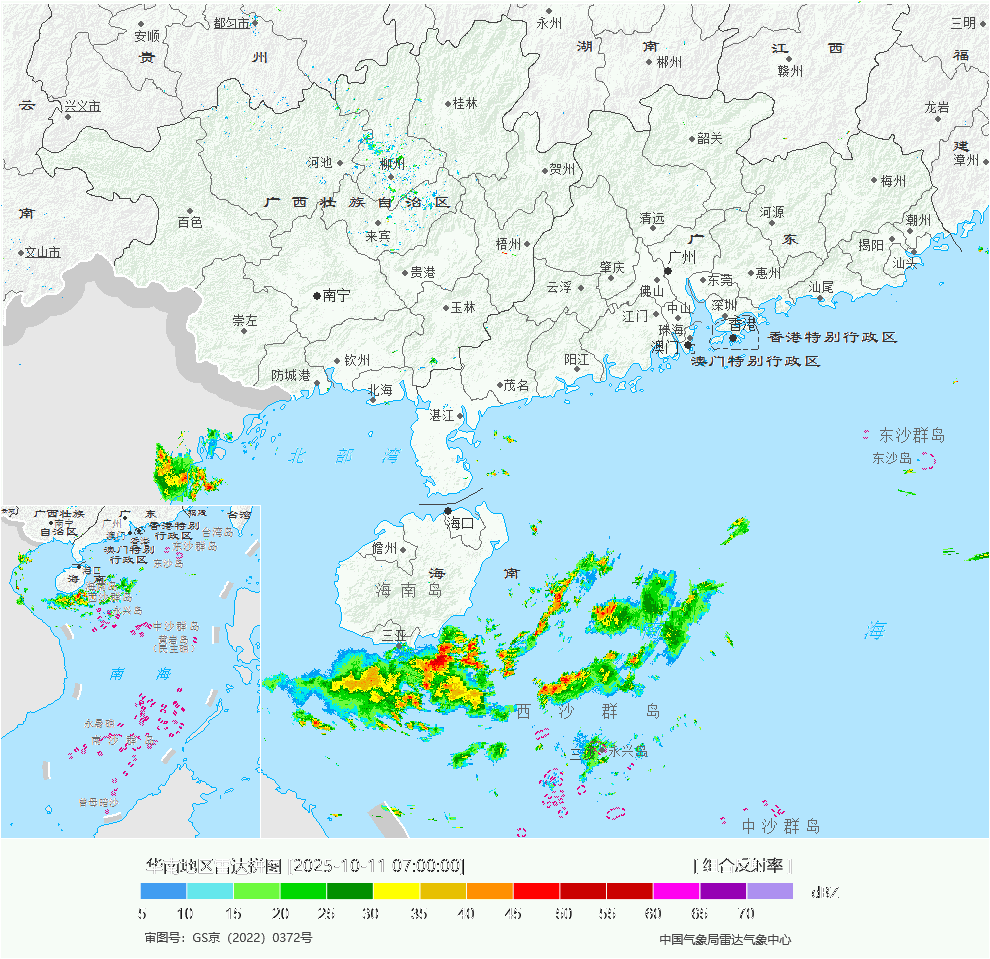 永州
三明
安顺
都匀市
贵 州
湖 南
江 西
福
郴州
赣州
云
兴义市
桂林
龙岩
韶关
建
河池
柳州
贺州
漳州
梅州
广 西 壮 族 自 治 区
南
百色
来宾
梧州
清远
河源
潮州
广 东
揭阳
文山市
贵港
肇庆
广州
惠州
汕头
南宁
云浮
佛山
东莞
汕尾
崇左
玉林
江门
中山
深圳
珠海
香港
香港特别行政区
澳门
澳门特别行政区
钦州
防城港
阳江
北海
茂名
湛江
北 部 湾
东沙群岛
东沙岛
海口
儋州
海 南
海 南 岛
三亚
海
西 沙 群 岛
永兴岛
中 沙 群 岛
广西壮族
自治区
南宁
广 东
广州
福建
台湾
香港特别
行政区
澳门特别
行政区
台湾岛
东沙群岛
东沙岛
海口
海 南
永兴岛
中沙群岛
黄岩岛
南 海
永暑礁
南 沙 群 岛
曾母暗沙
华南地区雷达拼图 [2025-10-11 07:00:00]
[ 组合反射率 ]
dBZ
5 10 15 20 25 30 35 40 45 50 55 60 65 70
审图号：GS京（2022）0372号
中国气象局雷达气象中心